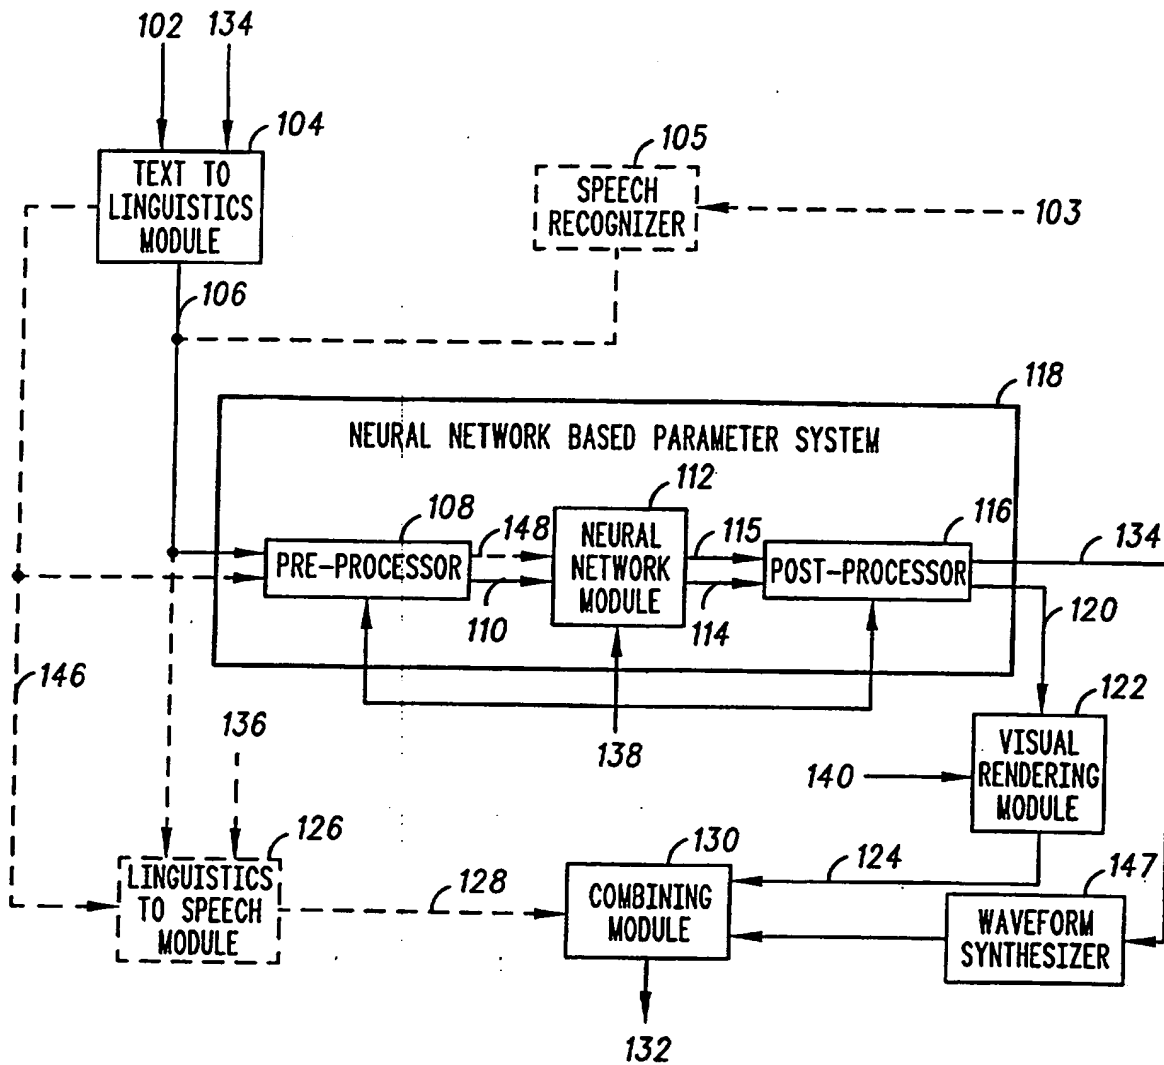 102 134
104
TEXT TO
LINGUISTICS
MODULE
105
SPEECH
RECOGNIZER
103
106
118
NEURAL NETWORK BASED PARAMETER SYSTEM
112
108
148
NEURAL
NETWORK
MODULE
115
116
134
PRE-PROCESSOR
POST-PROCESSOR
110
114
120
146
122
136
138
VISUAL
RENDERING
MODULE
140
126
130
124
147
LINGUISTICS
TO SPEECH
MODULE
128
COMBINING
MODULE
WAVEFORM
SYNTHESIZER
132